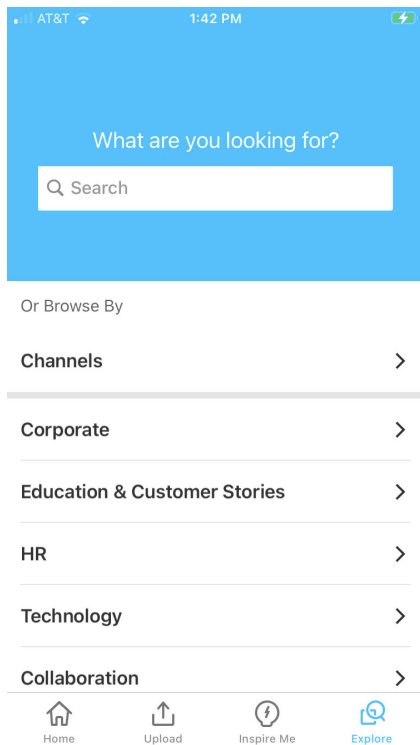 AT&T 1:42 PM
What are you looking for?
Search
Or Browse By
Channels
Corporate
Education & Customer Stories
HR
Technology
Collaboration
Home Upload Inspire Me Explore